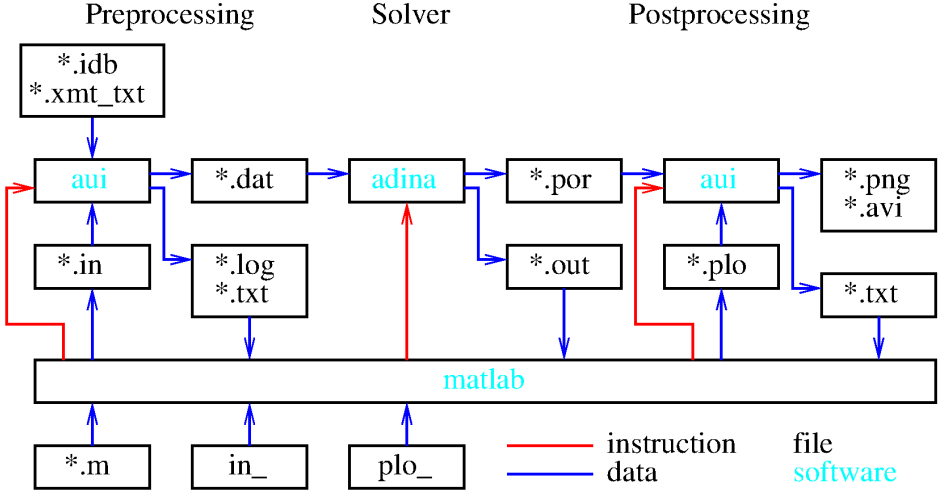 Preprocessing
Solver
Postprocessing
*.idb
*.xmt_txt
aui
*.dat
adina
*.por
aui
*.png
*.avi
*.in
*.log
*.txt
*.out
*.plo
*.txt
matlab
*.m
in_
plo_
instruction
data
file
software